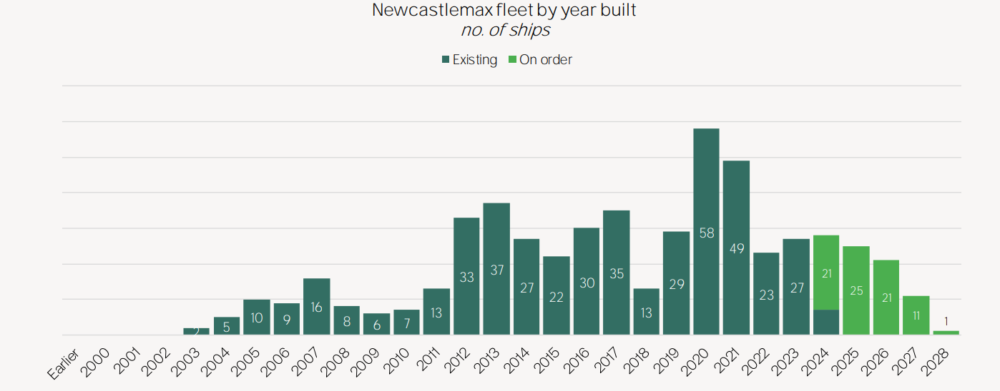 Newcastlemax fleet by year built
no. of ships
Existing On order
2 5 10 9 16 8 6 7 13 33 37 27 22 30 35 13 29 58 49 23 27 21 25 21 11 1
Earlier 2000 2001 2002 2003 2004 2005 2006 2007 2008 2009 2010 2011 2012 2013 2014 2015 2016 2017 2018 2019 2020 2021 2022 2023 2024 2025 2026 2027 2028